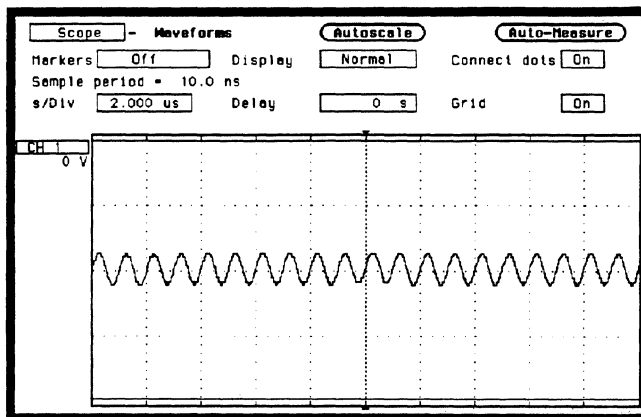 Scope - Waveforms Autoscale Auto-Measure
Markers Off Display Normal Connect dots On
Sample period = 10.0 ns
s/Div 2.000 us Delay 0 s Grid On
CH 1
0 V